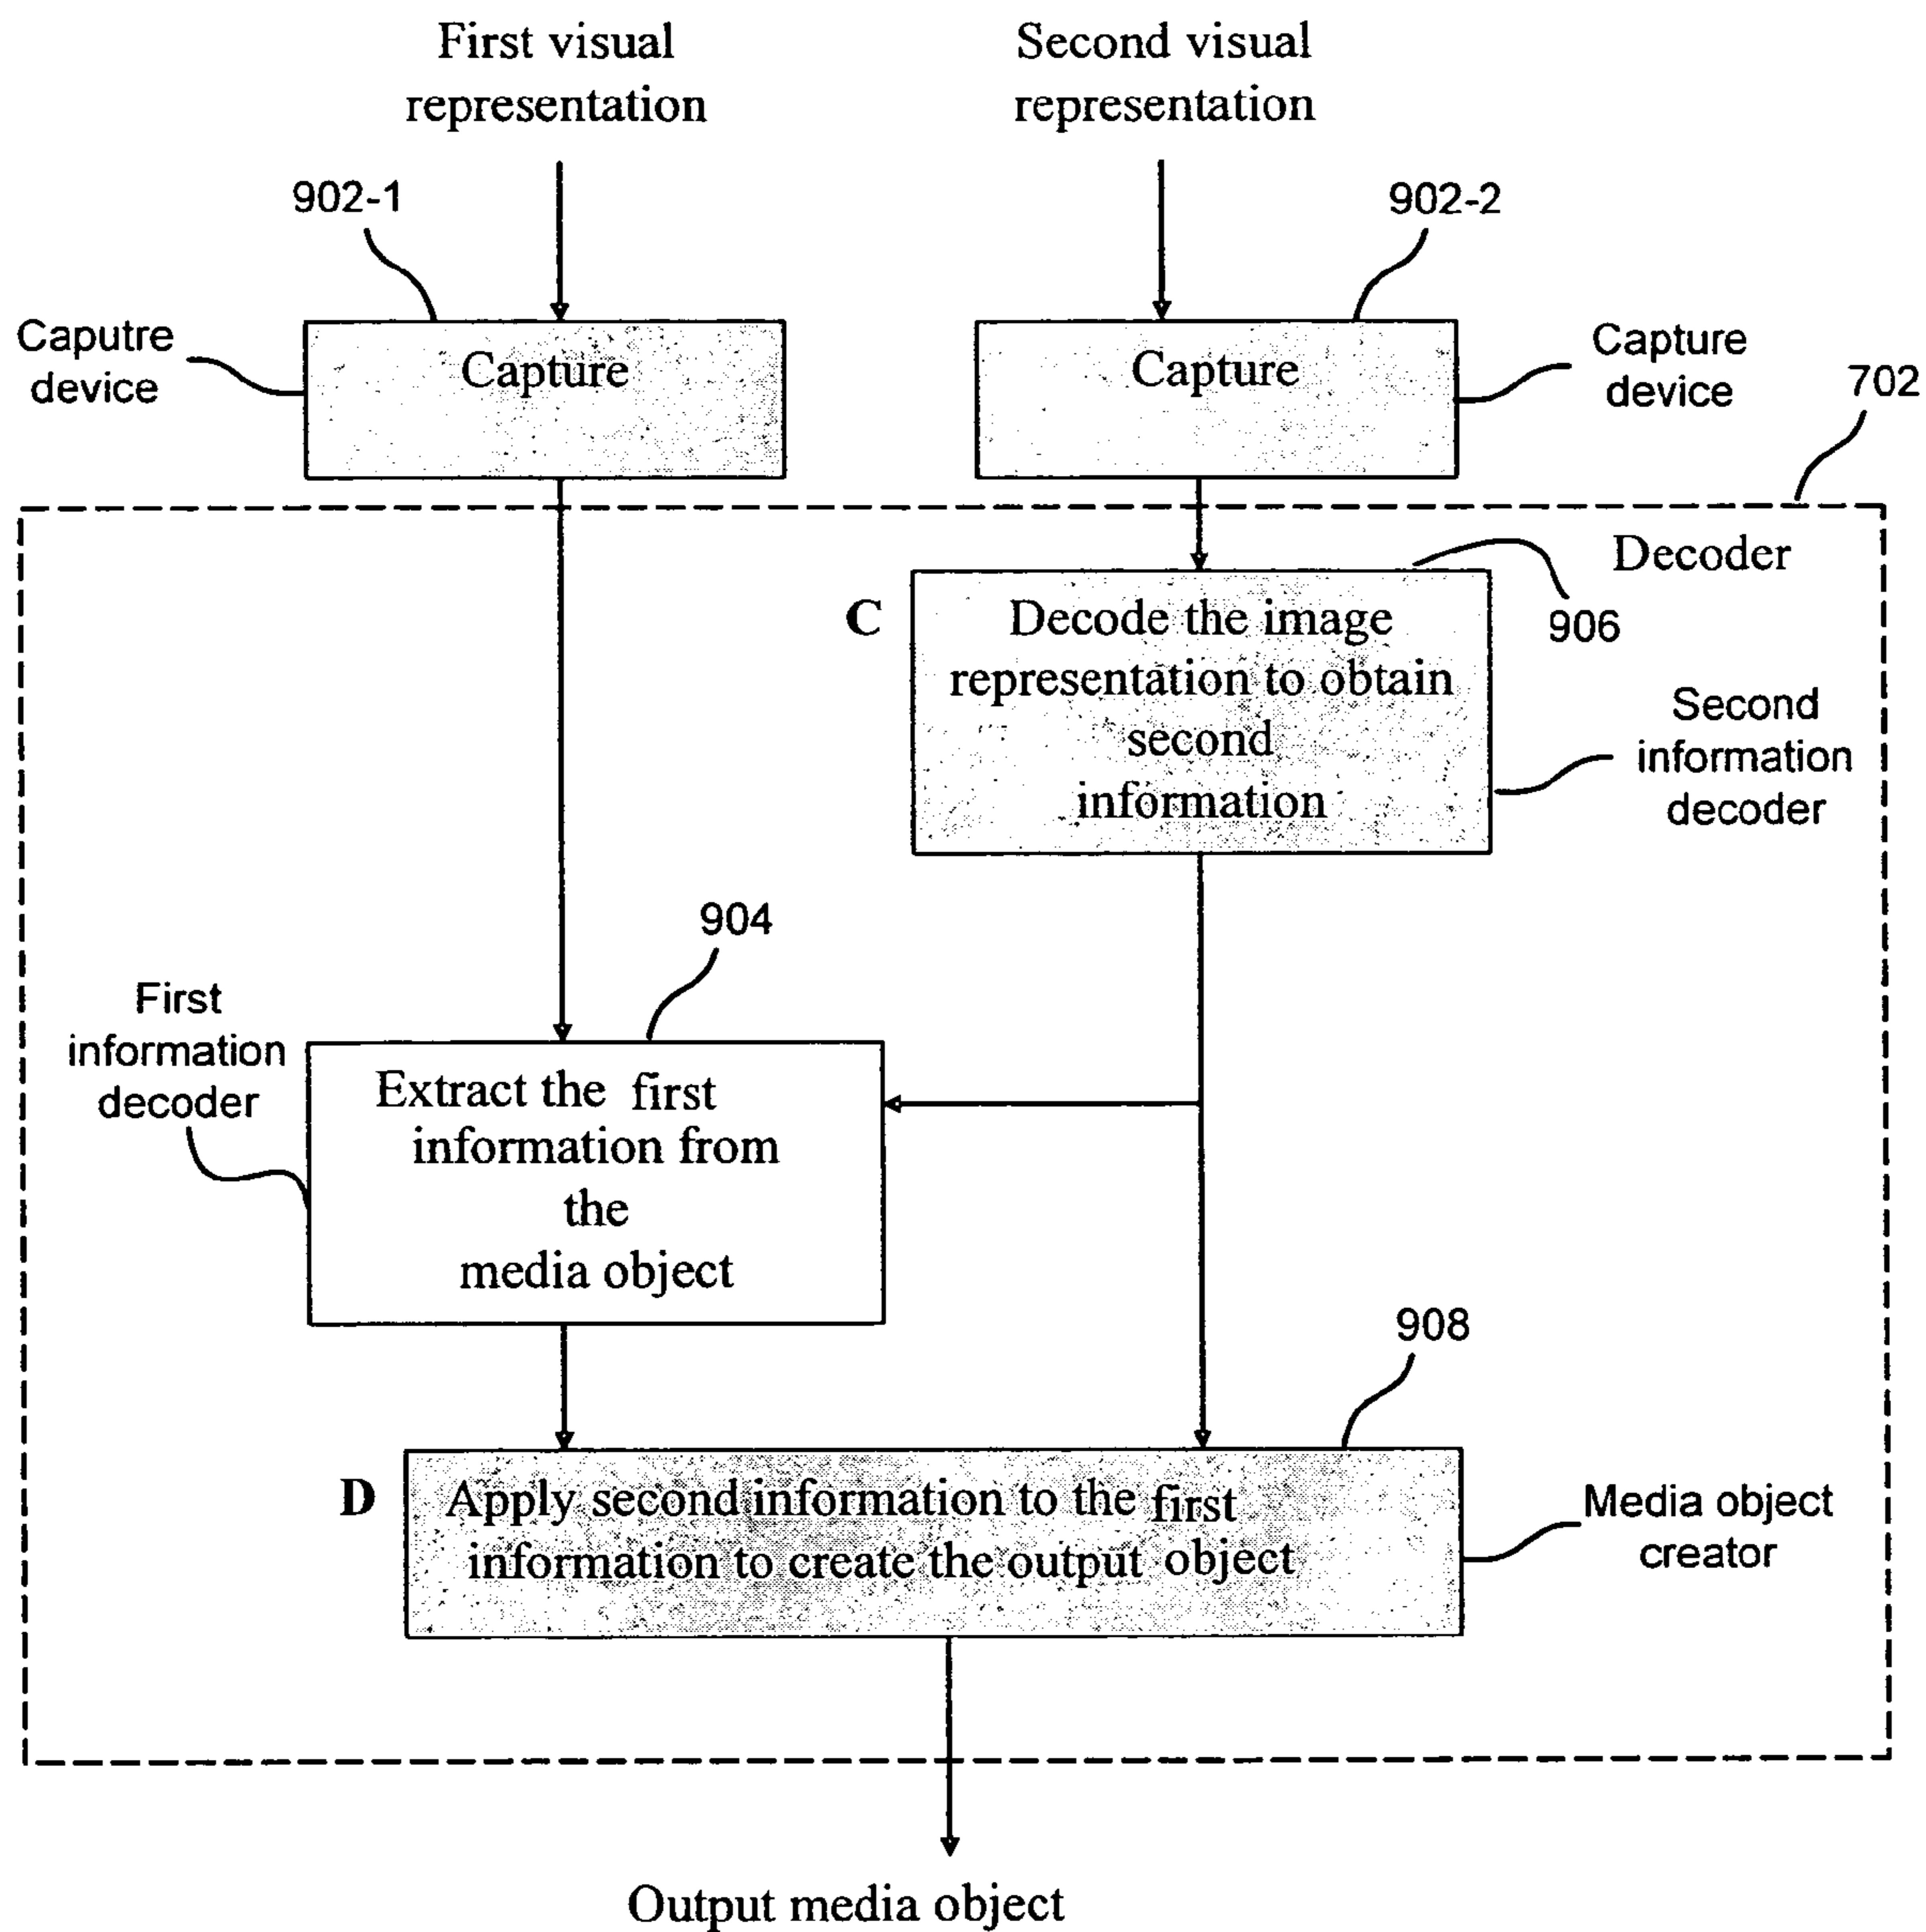 First visual
representation
Second visual
representation
902-1
902-2
Caputre
device
Capture
Capture
Capture
device
702
Decoder
906
C
Decode the image
representation to obtain
second
information
Second
information
decoder
904
First
information
decoder
Extract the first
information from
the
media object
908
D
Apply second information to the first
information to create the output object
Media object
creator
Output media object